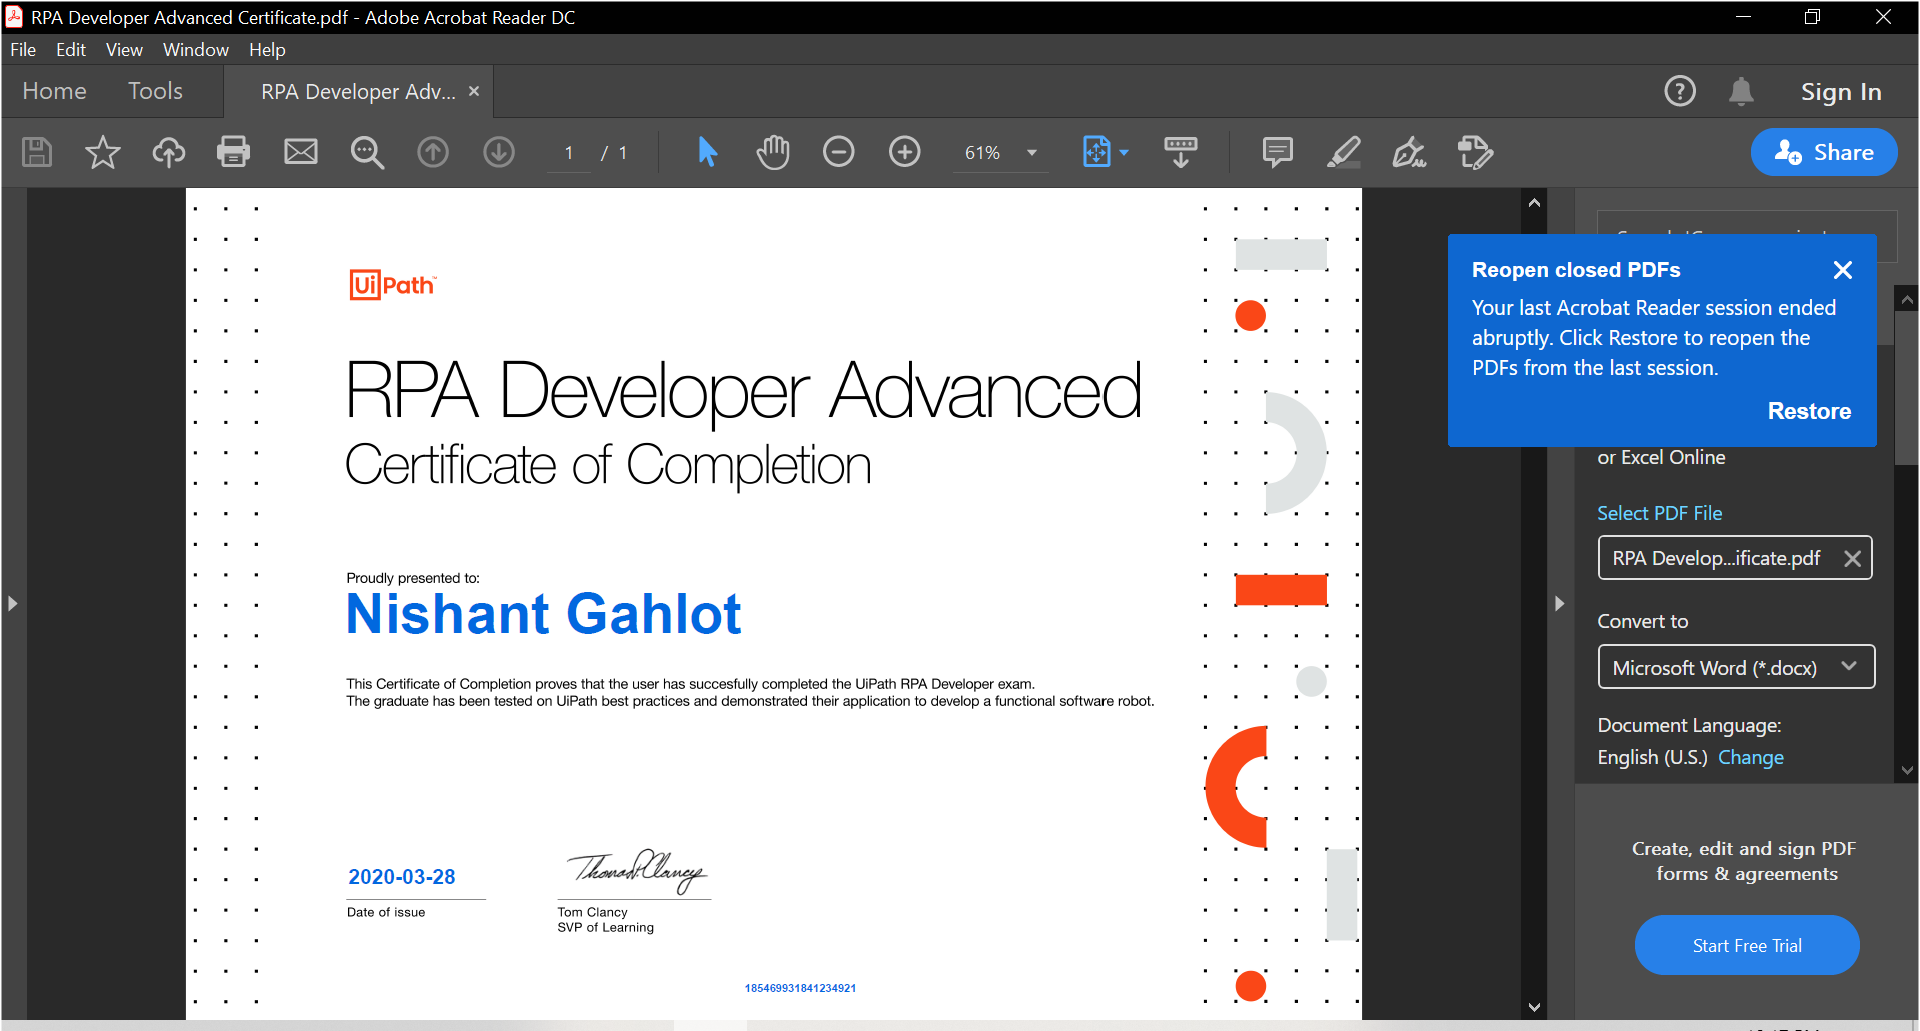 RPA Developer Advanced Certificate.pdf - Adobe Acrobat Reader DC
File Edit View Window Help
Home Tools RPA Developer Adv... × Sign In
1 / 1 61% Share
UiPath™
RPA Developer Advanced
Certificate of Completion
Proudly presented to:
Nishant Gahlot
This Certificate of Completion proves that the user has succesfully completed the UiPath RPA Developer exam.
The graduate has been tested on UiPath best practices and demonstrated their application to develop a functional software robot.
2020-03-28
Date of issue
Tom Clancy
SVP of Learning
185469931841234921
Reopen closed PDFs
Your last Acrobat Reader session ended
abruptly. Click Restore to reopen the
PDFs from the last session.
Restore
or Excel Online
Select PDF File
RPA Develop...ificate.pdf
Convert to
Microsoft Word (*.docx)
Document Language:
English (U.S.) Change
Create, edit and sign PDF
forms & agreements
Start Free Trial